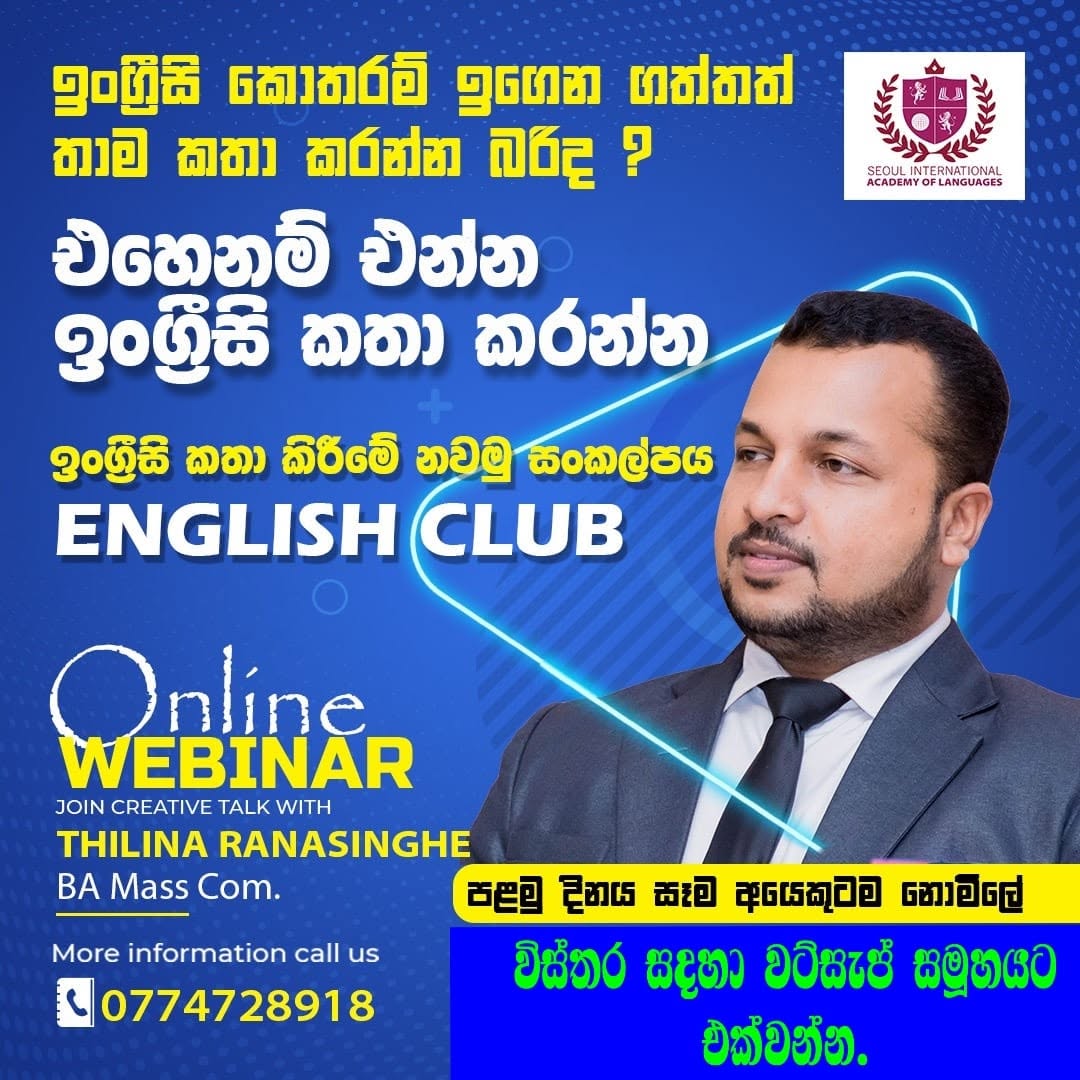 ඉංග්‍රීසි කොතරම් ඉගෙන ගත්තත්
තාම කතා කරන්න බරිද ?
SEOUL INTERNATIONAL
ACADEMY OF LANGUAGES
එහෙනම් එන්න
ඉංග්‍රීසි කතා කරන්න
ඉංග්‍රීසි කතා කිරීමේ නවමු සංකල්පය
ENGLISH CLUB
Online
WEBINAR
JOIN CREATIVE TALK WITH
THILINA RANASINGHE
BA Mass Com.
පළමු දිනය සෑම අයෙකුටම නොමිලේ
More information call us
0774728918
විස්තර සදහා වට්සැප් සමූහයට
එක්වන්න.